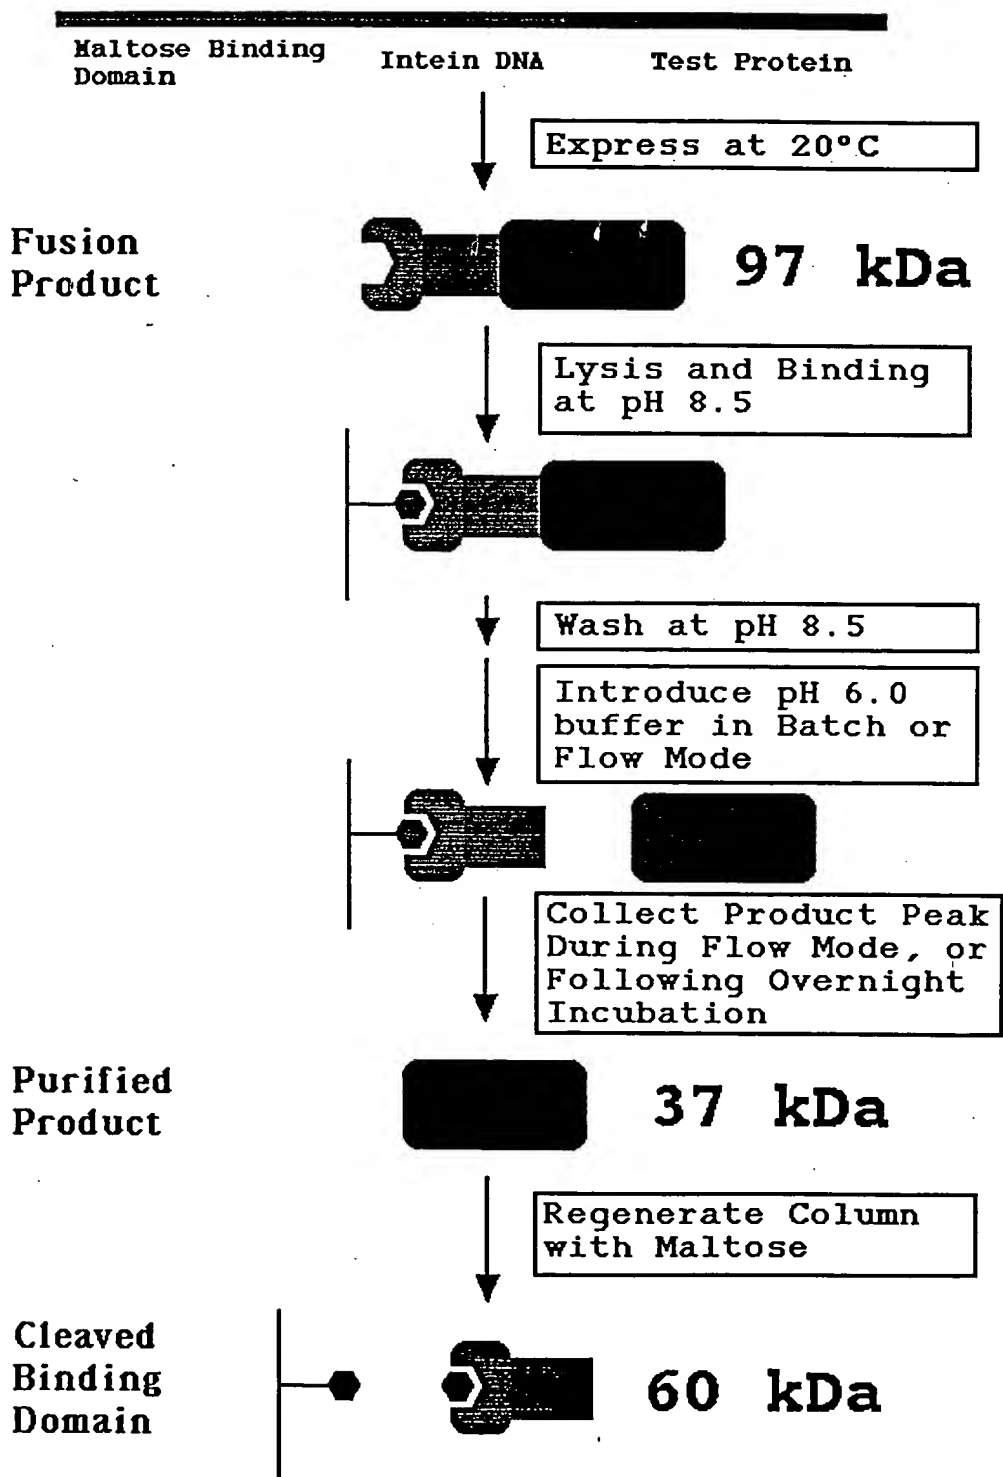 Maltose Binding
Domain
Intein DNA
Test Protein
Express at 20°C
Fusion
Product
97 kDa
Lysis and Binding
at pH 8.5
Wash at pH 8.5
Introduce pH 6.0
buffer in Batch or
Flow Mode
Collect Product Peak
During Flow Mode, or
Following Overnight
Incubation
Purified
Product
37 kDa
Regenerate Column
with Maltose
Cleaved
Binding
Domain
60 kDa